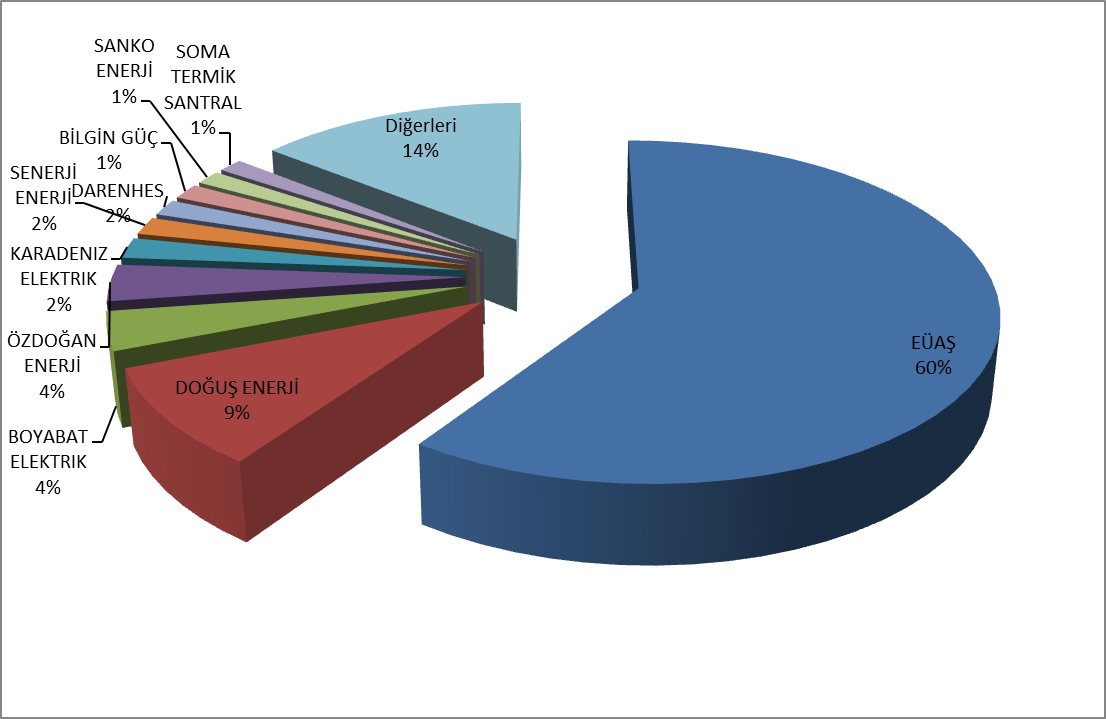 SANKO
ENERJİ
1%
SOMA
TERMİK
SANTRAL
1%
Diğerleri
14%
BİLGİN GÜÇ
1%
SENERJİ
ENERJİ
2%
DARENHES
2%
KARADENIZ
ELEKTRIK
2%
ÖZDOĞAN
ENERJİ
4%
BOYABAT
ELEKTRIK
4%
DOĞUŞ ENERJİ
9%
EÜAŞ
60%